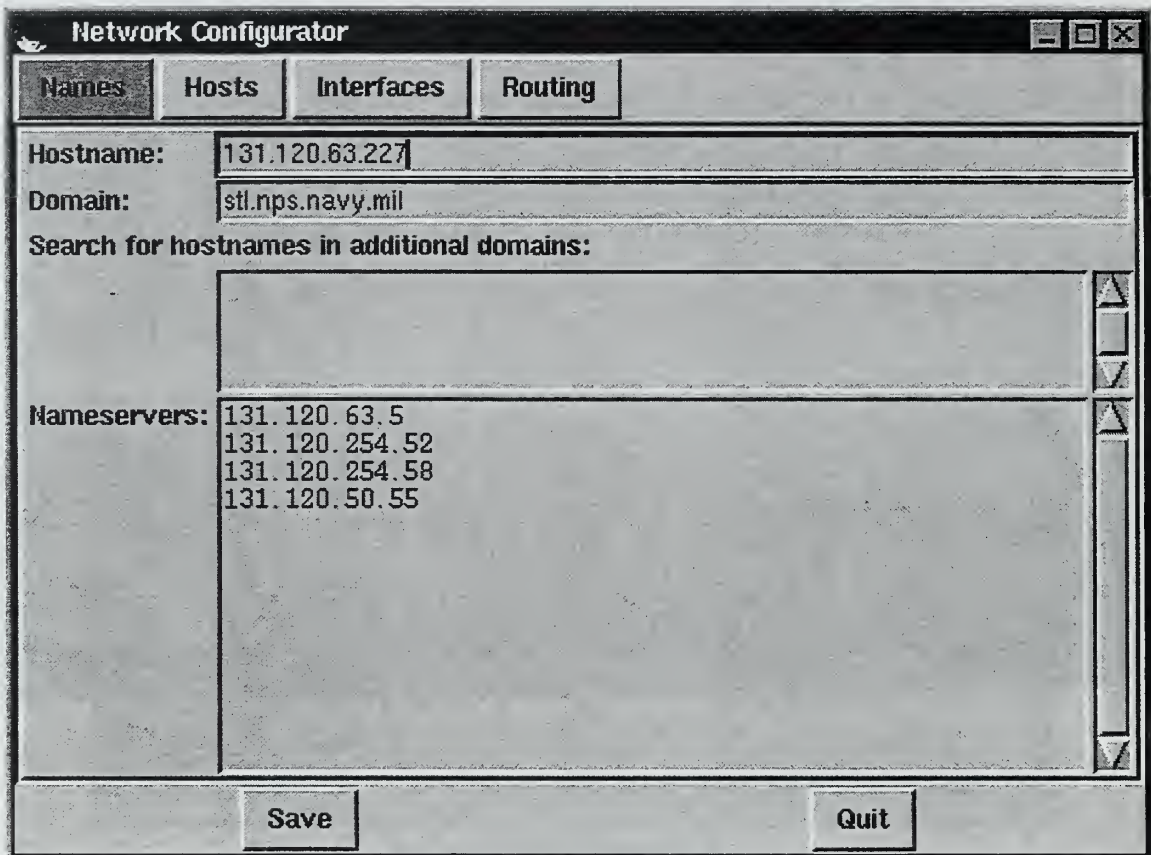 Network Configurator
Names Hosts Interfaces Routing
Hostname: 131.120.63.227
Domain: stl.nps.navy.mil
Search for hostnames in additional domains:
Nameservers: 131.120.63.5
131.120.254.52
131.120.254.58
131.120.50.55
Save Quit